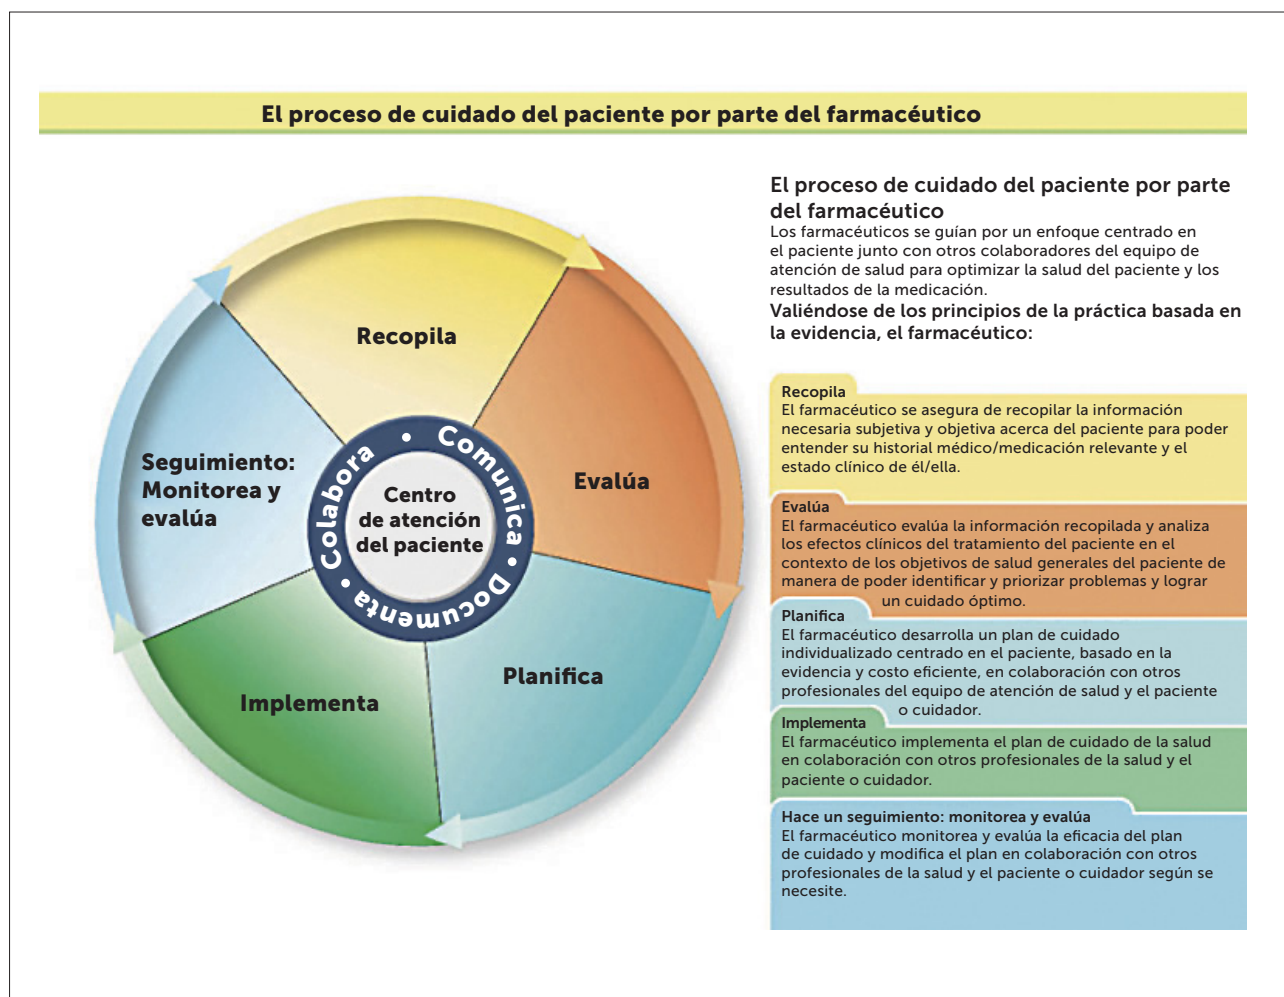 El proceso de cuidado del paciente por parte del farmacéutico
Recopila
Evalúa
Planifica
Implementa
Seguimiento:
Monitorea y
evalúa
Colabora • Comunica • Documenta •
Centro
de atención
del paciente
El proceso de cuidado del paciente por parte
del farmacéutico
Los farmacéuticos se guían por un enfoque centrado en
el paciente junto con otros colaboradores del equipo de
atención de salud para optimizar la salud del paciente y los
resultados de la medicación.
Valiéndose de los principios de la práctica basada en
la evidencia, el farmacéutico:
Recopila
El farmacéutico se asegura de recopilar la información
necesaria subjetiva y objetiva acerca del paciente para poder
entender su historial médico/medicación relevante y el
estado clínico de él/ella.
Evalúa
El farmacéutico evalúa la información recopilada y analiza
los efectos clínicos del tratamiento del paciente en el
contexto de los objetivos de salud generales del paciente de
manera de poder identificar y priorizar problemas y lograr
un cuidado óptimo.
Planifica
El farmacéutico desarrolla un plan de cuidado
individualizado centrado en el paciente, basado en la
evidencia y costo eficiente, en colaboración con otros
profesionales del equipo de atención de salud y el paciente
o cuidador.
Implementa
El farmacéutico implementa el plan de cuidado de la salud
en colaboración con otros profesionales de la salud y el
paciente o cuidador.
Hace un seguimiento: monitorea y evalúa
El farmacéutico monitorea y evalúa la eficacia del plan
de cuidado y modifica el plan en colaboración con otros
profesionales de la salud y el paciente o cuidador según se
necesite.